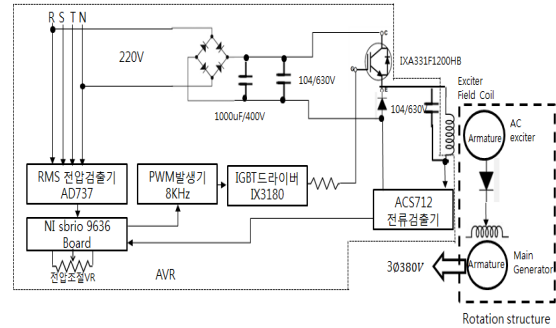 R S T N
220V
IXA331F1200HB
C
G
E
1000uF/400V
104/630V
104/630V
Exciter
Field Coil
AC
exciter
Armature
RMS 전압검출기
AD737
PWM발생기
8KHz
IGBT드라이버
IX3180
ACS712
전류검출기
NI sbrio 9636
Board
전압조절VR
AVR
3∅380V
Armature
Main
Generator
Rotation structure